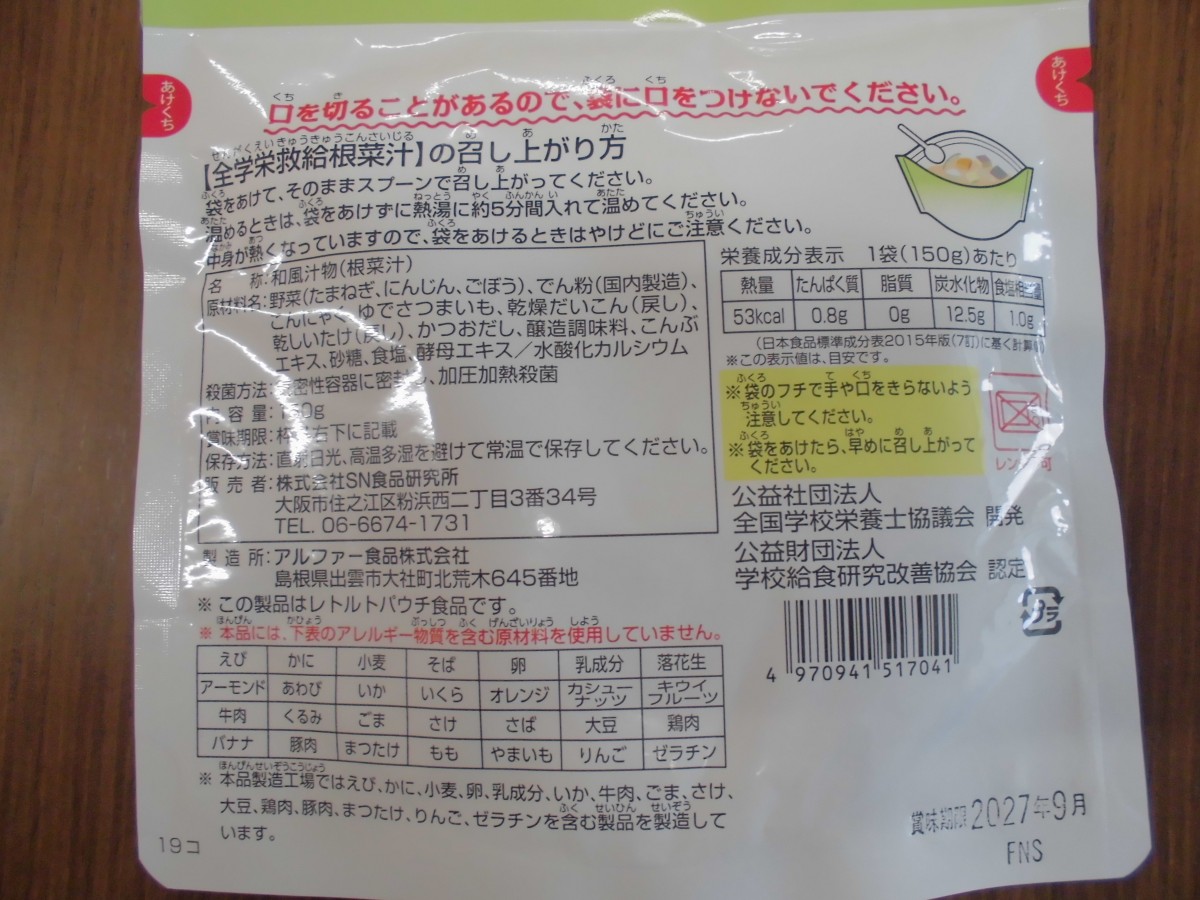 あけくち
あけくち
口を切ることがあるので、袋に口をつけないでください。
【全学栄救給根菜汁】の召し上がり方
袋をあけて、そのままスプーンで召し上がってください。
温めるときは、袋をあけずに熱湯に約5分間入れて温めてください。
中身が熱くなっていますので、袋をあけるときはやけどにご注意ください。
名 称:和風汁物(根菜汁)
原材料名:野菜(たまねぎ、にんじん、ごぼう)、でん粉(国内製造)、
こんにゃく、ゆでさつまいも、乾燥だいこん(戻し)、
乾しいたけ(戻し)、かつおだし、醸造調味料、こんぶ
エキス、砂糖、食塩、酵母エキス/水酸化カルシウム
殺菌方法:気密性容器に密封し、加圧加熱殺菌
内 容 量:150g
賞味期限:枠外右下に記載
保存方法:直射日光、高温多湿を避けて常温で保存してください。
販 売 者:株式会社SN食品研究所
大阪市住之江区粉浜西二丁目3番34号
TEL. 06-6674-1731
製 造 所:アルファー食品株式会社
島根県出雲市大社町北荒木645番地
※ この製品はレトルトパウチ食品です。
※ 本品には、下表のアレルギー物質を含む原材料を使用していません。
えび かに 小麦 そば 卵 乳成分 落花生
アーモンド あわび いか いくら オレンジ カシューナッツ キウイフルーツ
牛肉 くるみ ごま さけ さば 大豆 鶏肉
バナナ 豚肉 まつたけ もも やまいも りんご ゼラチン
※ 本品製造工場ではえび、かに、小麦、卵、乳成分、いか、牛肉、ごま、さけ、
大豆、鶏肉、豚肉、まつたけ、りんご、ゼラチンを含む製品を製造して
います。
19コ
栄養成分表示 1袋(150g)あたり
熱量 たんぱく質 脂質 炭水化物 食塩相当量
53kcal 0.8g 0g 12.5g 1.0g
(日本食品標準成分表2015年版(7訂)に基く計算値)
※この表示値は、目安です。
※袋のフチで手や口をきらないよう
注意してください。
※袋をあけたら、早めに召し上がって
ください。
レンジ不可
公益社団法人
全国学校栄養士協議会 開発
公益財団法人
学校給食研究改善協会 認定
プラ
4 970941 517041
賞味期限 2027年9月
FNS